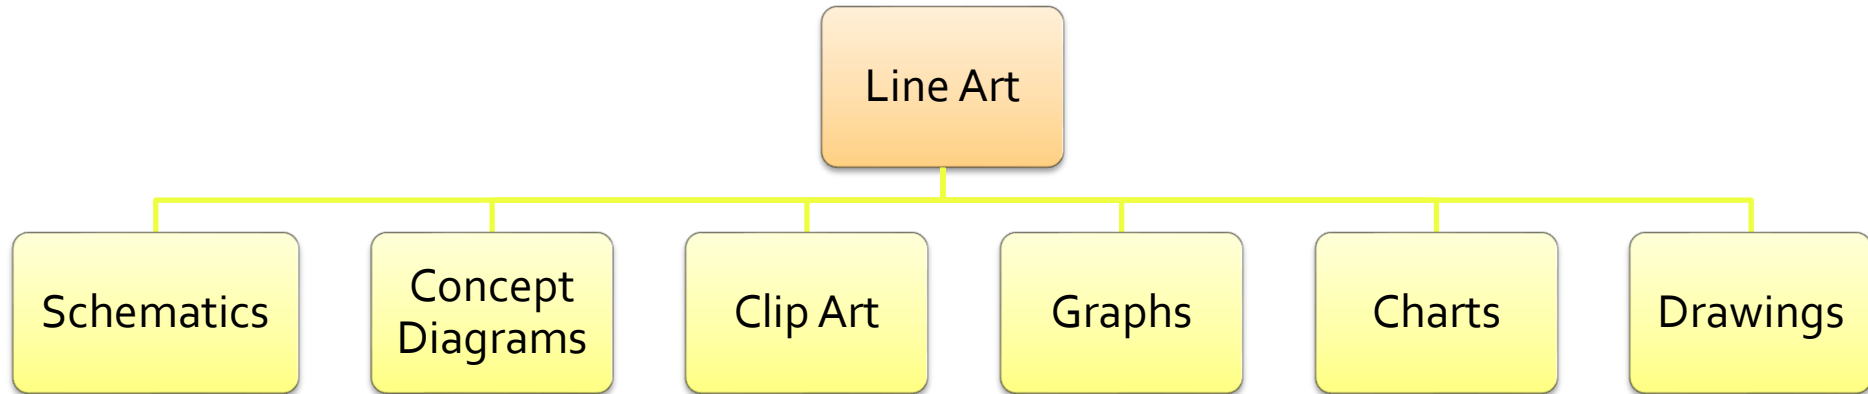 Line Art
Schematics
Concept
Diagrams
Clip Art
Graphs
Charts
Drawings